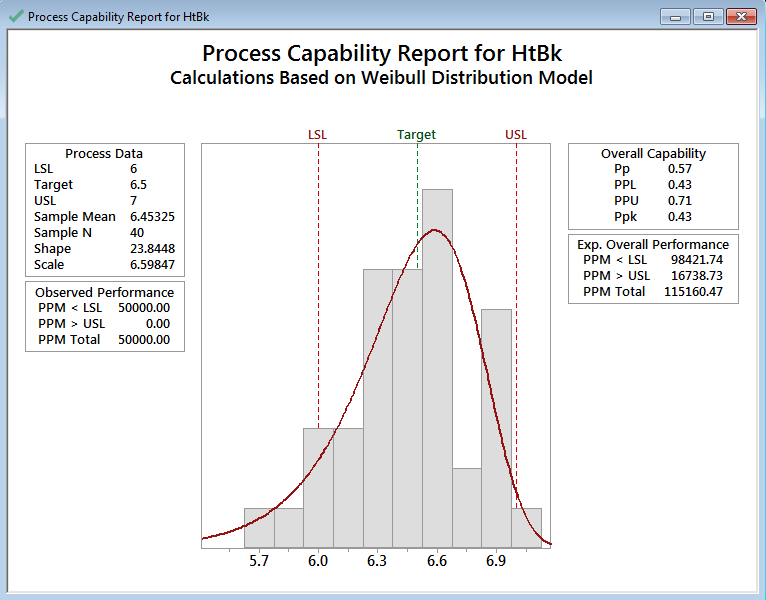 Process Capability Report for HtBk
Process Capability Report for HtBk
Calculations Based on Weibull Distribution Model
LSL Target USL
Process Data
LSL 6
Target 6.5
USL 7
Sample Mean 6.45325
Sample N 40
Shape 23.8448
Scale 6.59847
Observed Performance
PPM < LSL 50000.00
PPM > USL 0.00
PPM Total 50000.00
Overall Capability
Pp 0.57
PPL 0.43
PPU 0.71
Ppk 0.43
Exp. Overall Performance
PPM < LSL 98421.74
PPM > USL 16738.73
PPM Total 115160.47
5.7 6.0 6.3 6.6 6.9